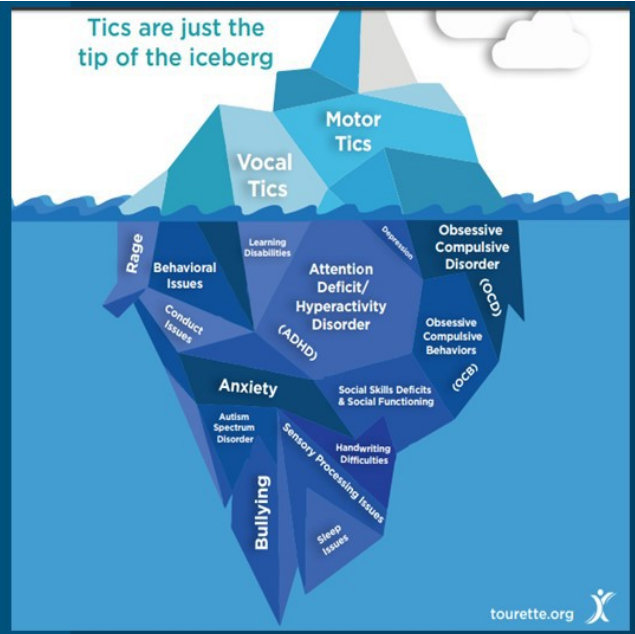 Tics are just the
tip of the iceberg
Motor
Tics
Vocal
Tics
Rage
Behavioral
Issues
Learning
Disabilities
Attention
Deficit/
Hyperactivity
Disorder
(ADHD)
Depression
Obsessive
Compulsive
Disorder
(OCD)
Conduct
Issues
Obsessive
Compulsive
Behaviors
(OCB)
Anxiety
Social Skills Deficits
& Social Functioning
Autism
Spectrum
Disorder
Sensory Processing Issues
Handwriting
Difficulties
Bullying
Sleep
Issues
tourette.org